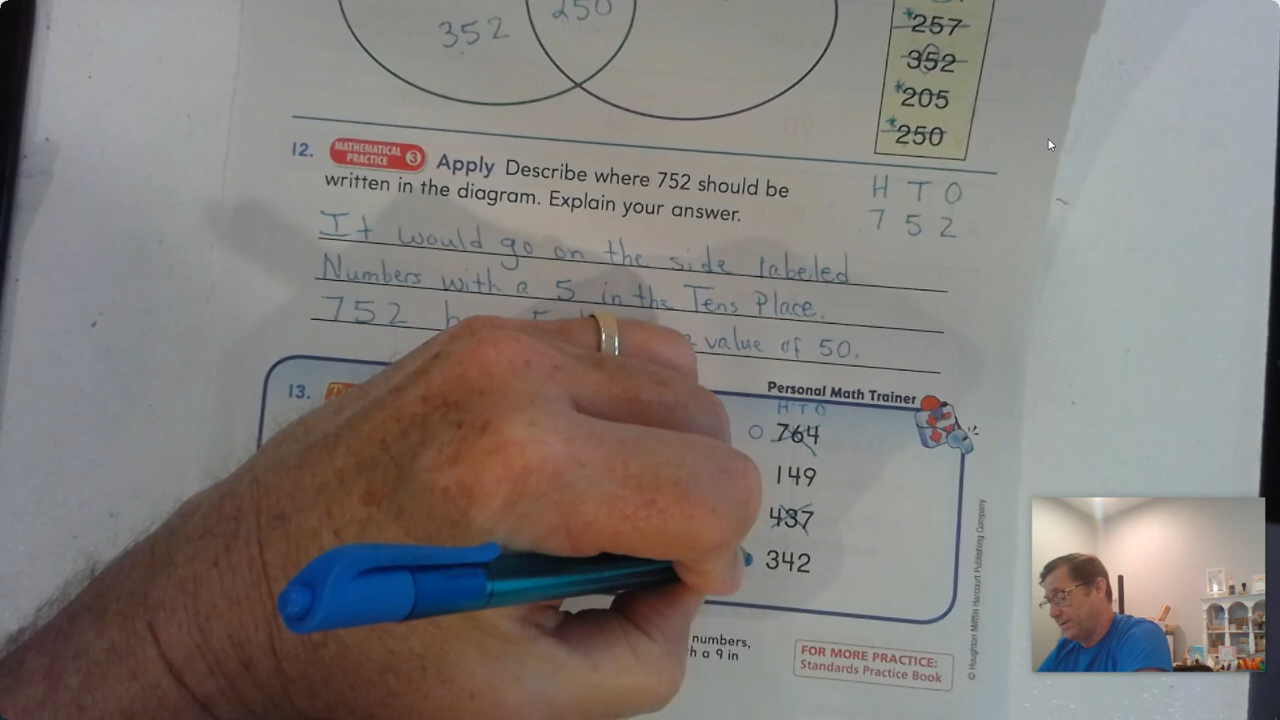 352
250
257
352
205
250
12. MATHEMATICAL PRACTICE 3 Apply Describe where 752 should be
written in the diagram. Explain your answer.
H T O
7 5 2
It would go on the side labeled
Numbers with a 5 in the Tens Place.
752
value of 50.
13.
Personal Math Trainer
H T O
764
149
437
342
numbers,
h a 9 in
FOR MORE PRACTICE:
Standards Practice Book
© Houghton Mifflin Harcourt Publishing Company